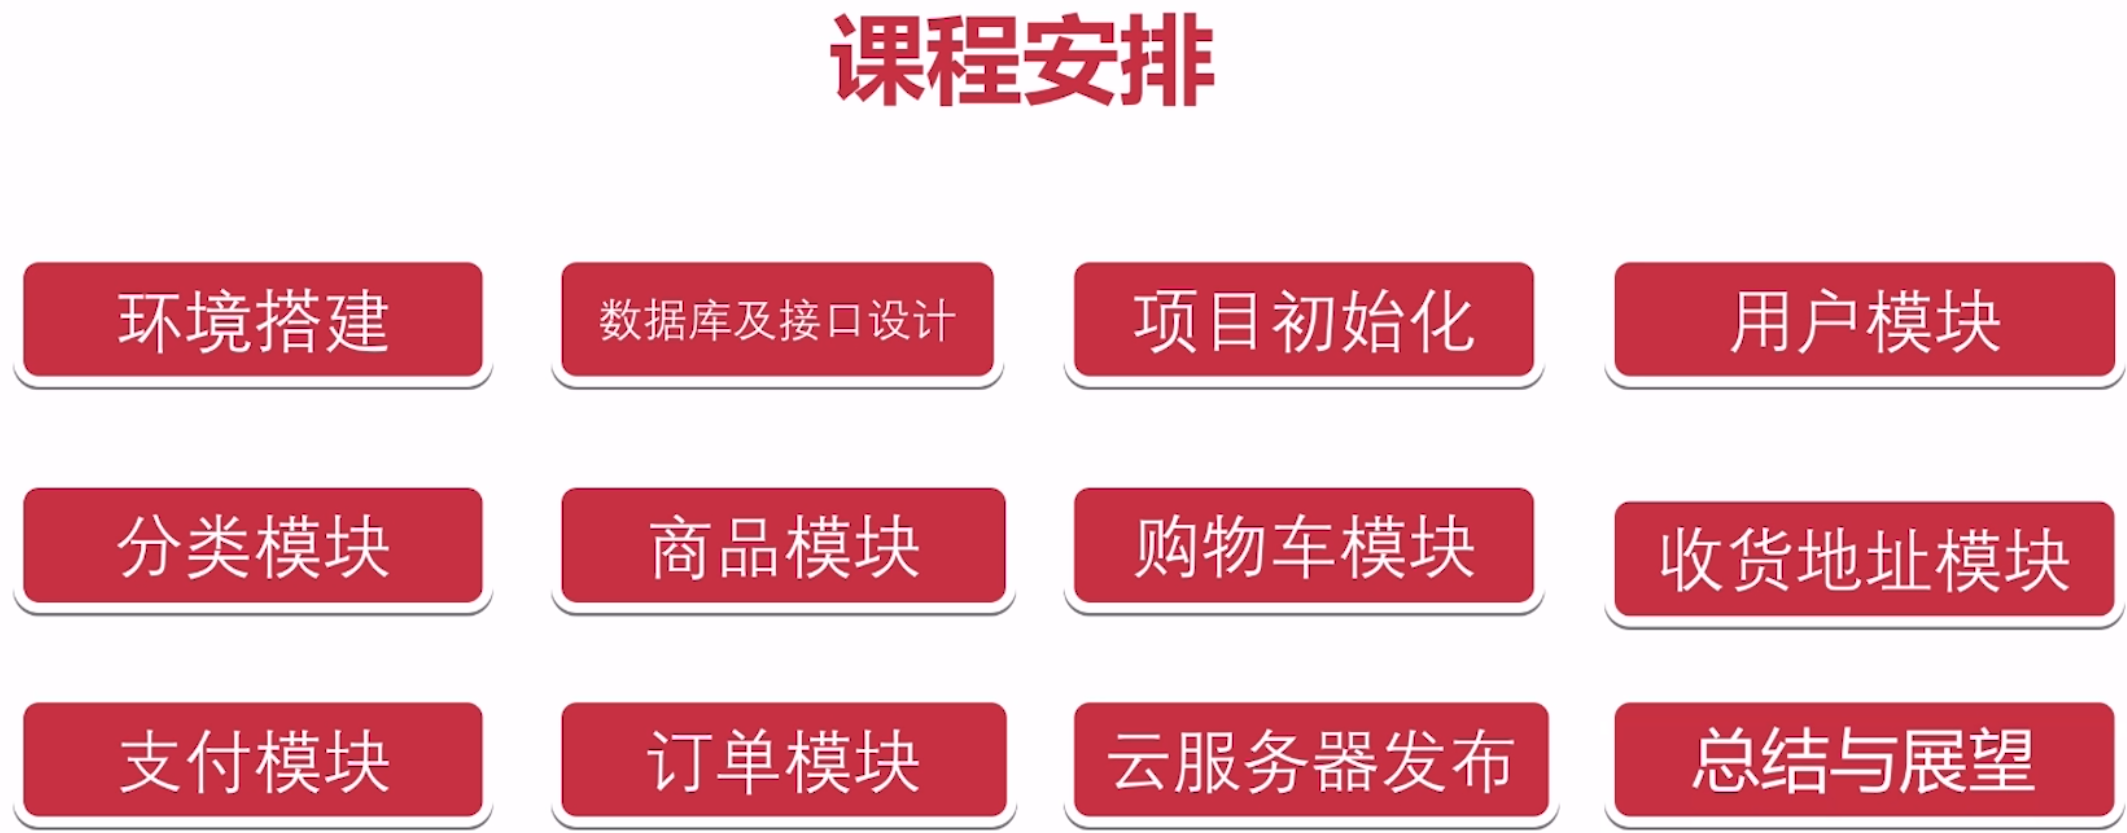 课程安排
环境搭建
数据库及接口设计
项目初始化
用户模块
分类模块
商品模块
购物车模块
收货地址模块
支付模块
订单模块
云服务器发布
总结与展望